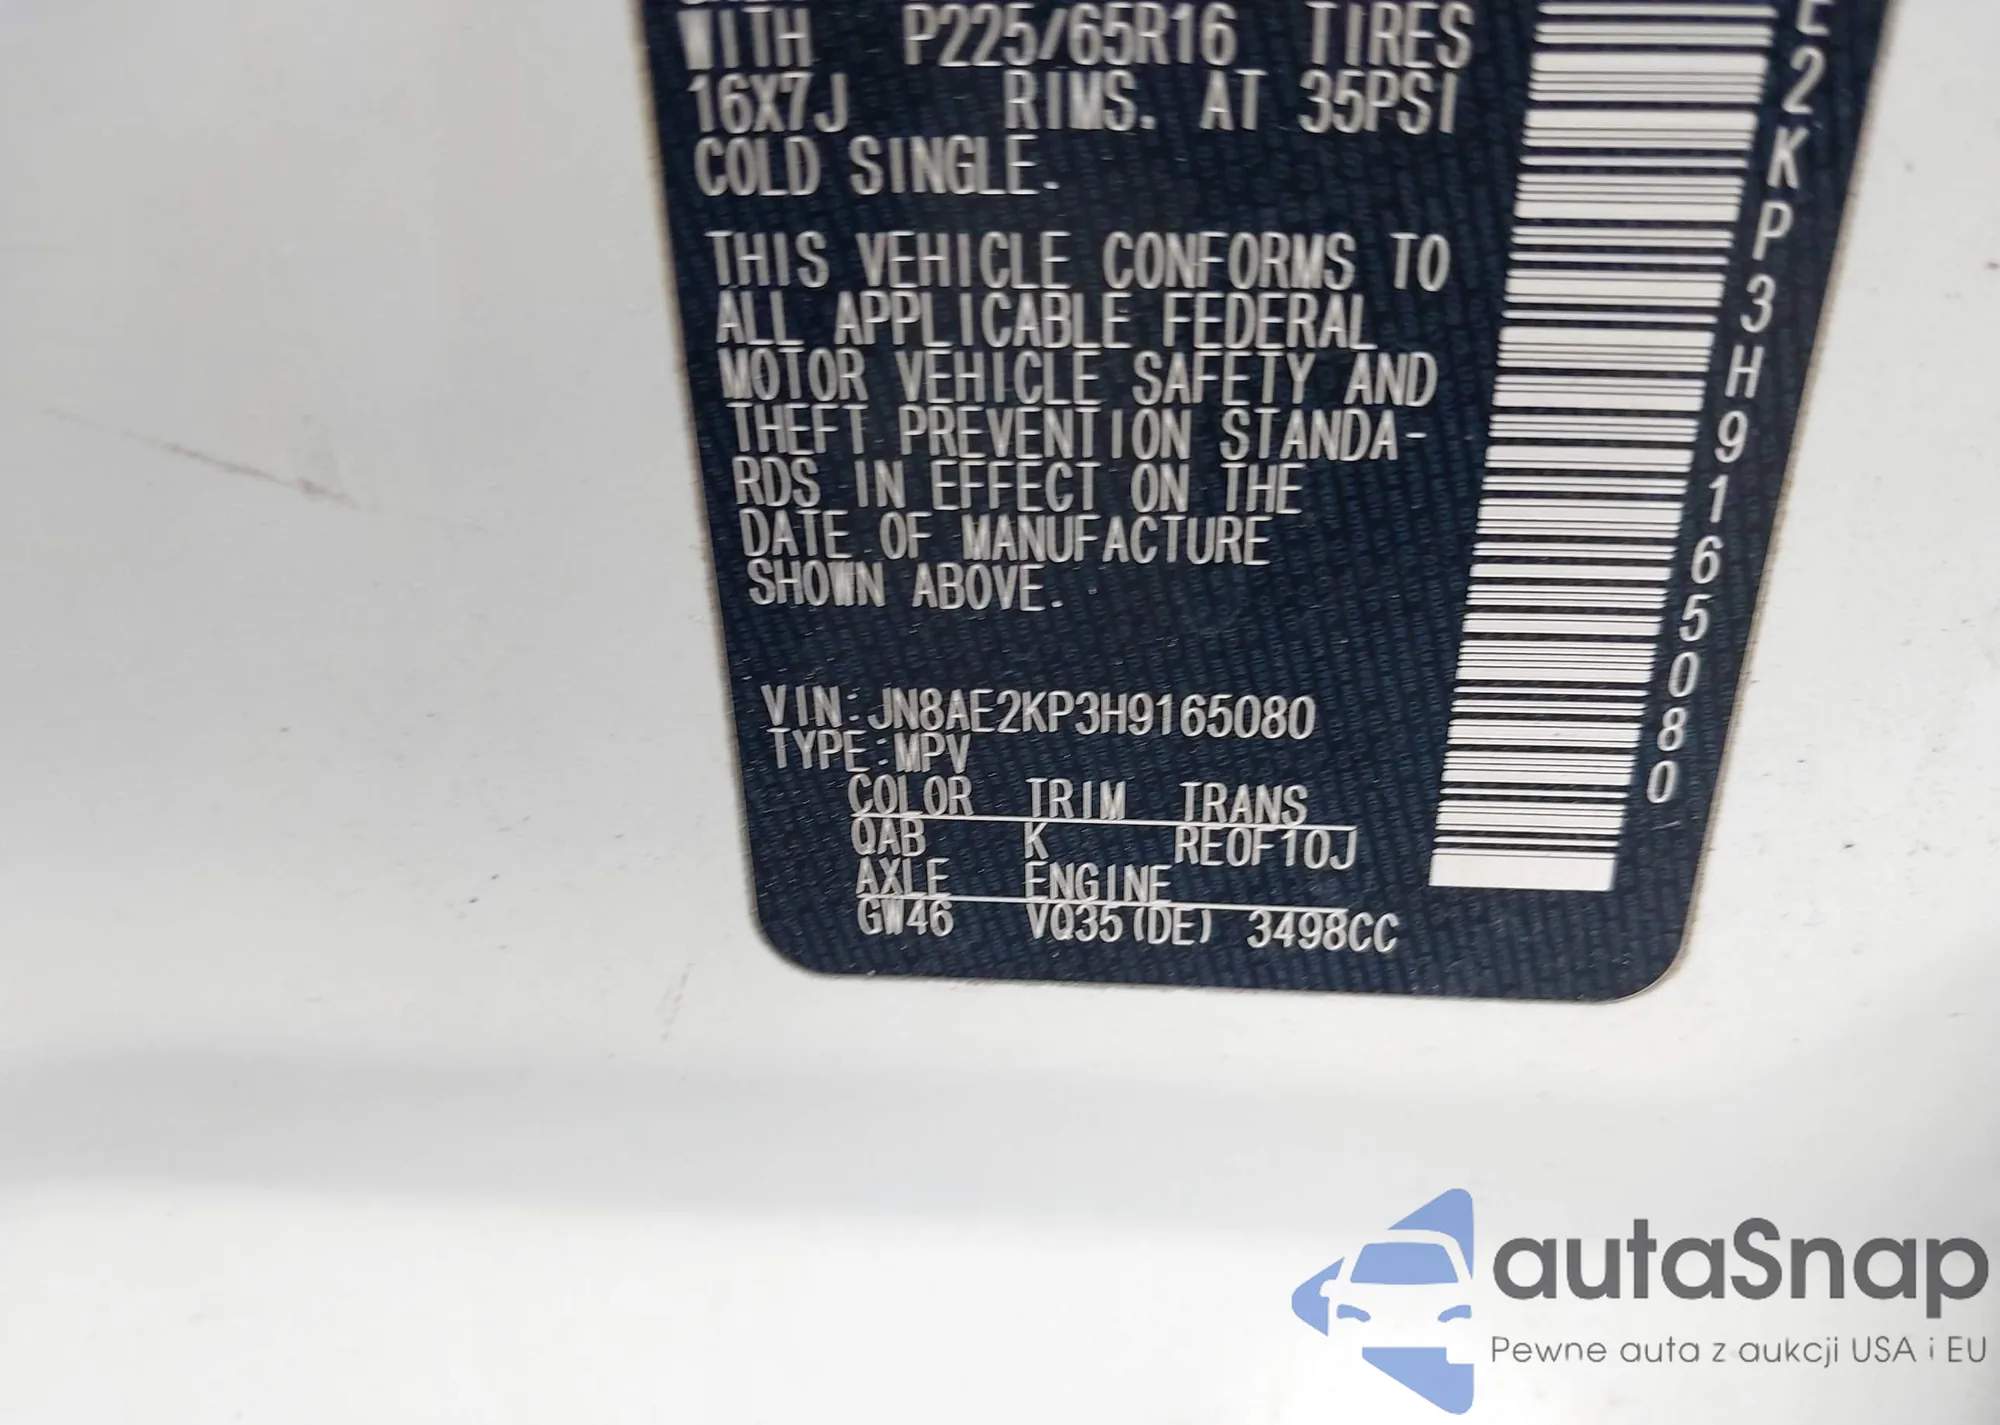 WITH P225/65R16 TIRES
16X7J RIMS. AT 35PSI
COLD SINGLE.
THIS VEHICLE CONFORMS TO
ALL APPLICABLE FEDERAL
MOTOR VEHICLE SAFETY AND
THEFT PREVENTION STANDA-
RDS IN EFFECT ON THE
DATE OF MANUFACTURE
SHOWN ABOVE.
VIN:JN8AE2KP3H9165080
TYPE:MPV
COLOR TRIM TRANS
QAB K RE0F10J
AXLE ENGINE
GW46 VQ35(DE) 3498CC
E2KP3H9165080
autaSnap
Pewne auta z aukcji USA i EU